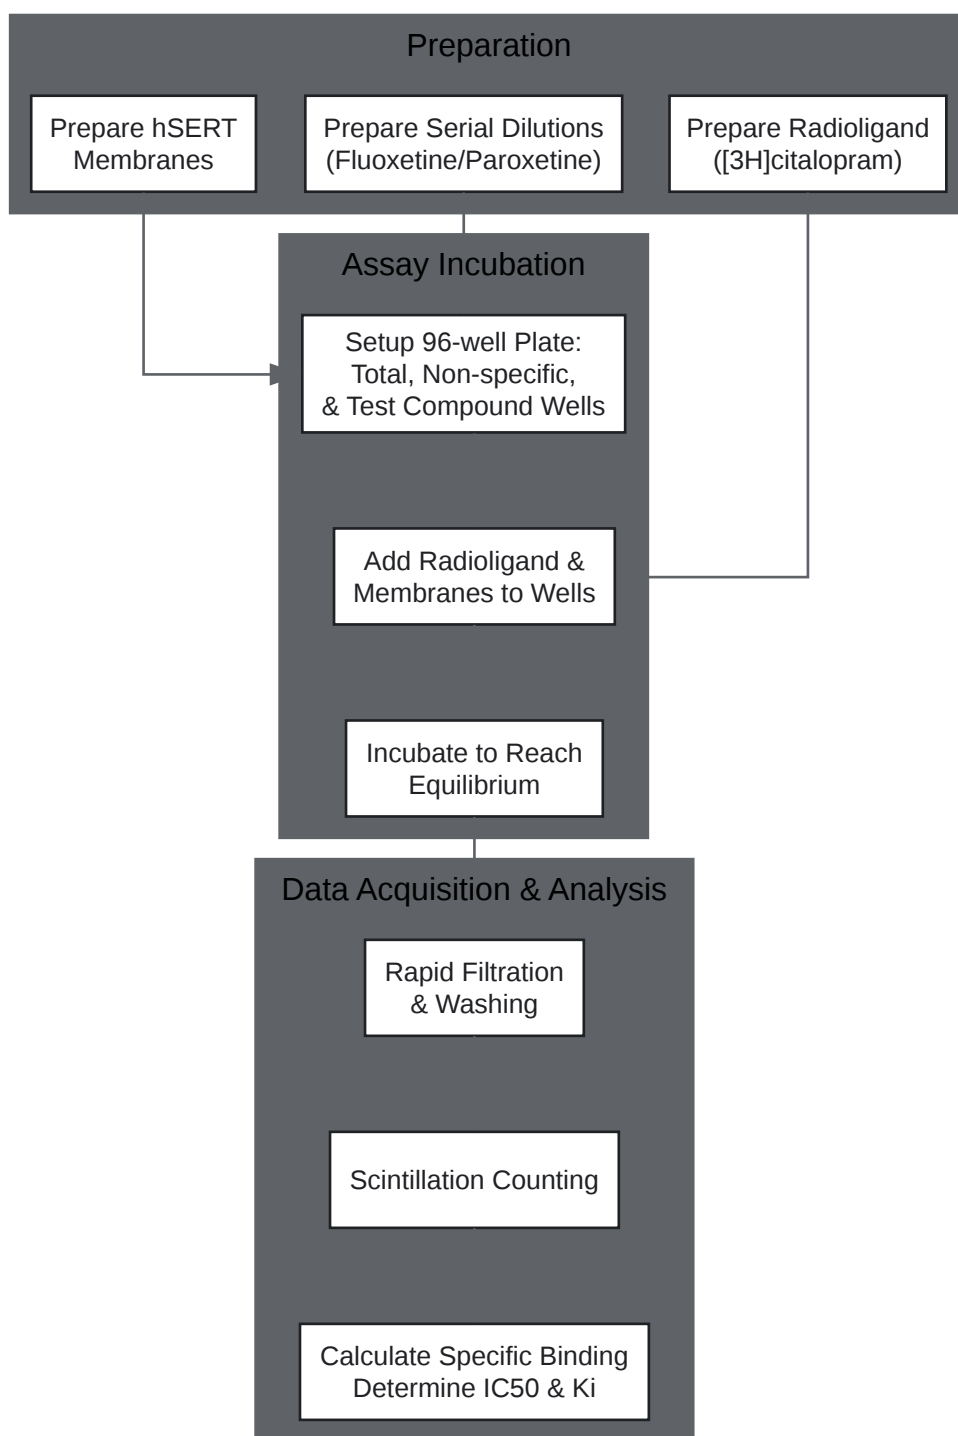 Preparation
Prepare hSERT
Membranes
Prepare Serial Dilutions
(Fluoxetine/Paroxetine)
Prepare Radioligand
([3H]citalopram)
Assay Incubation
Setup 96-well Plate:
Total, Non-specific,
& Test Compound Wells
Add Radioligand &
Membranes to Wells
Incubate to Reach
Equilibrium
Data Acquisition & Analysis
Rapid Filtration
& Washing
Scintillation Counting
Calculate Specific Binding
Determine IC50 & Ki